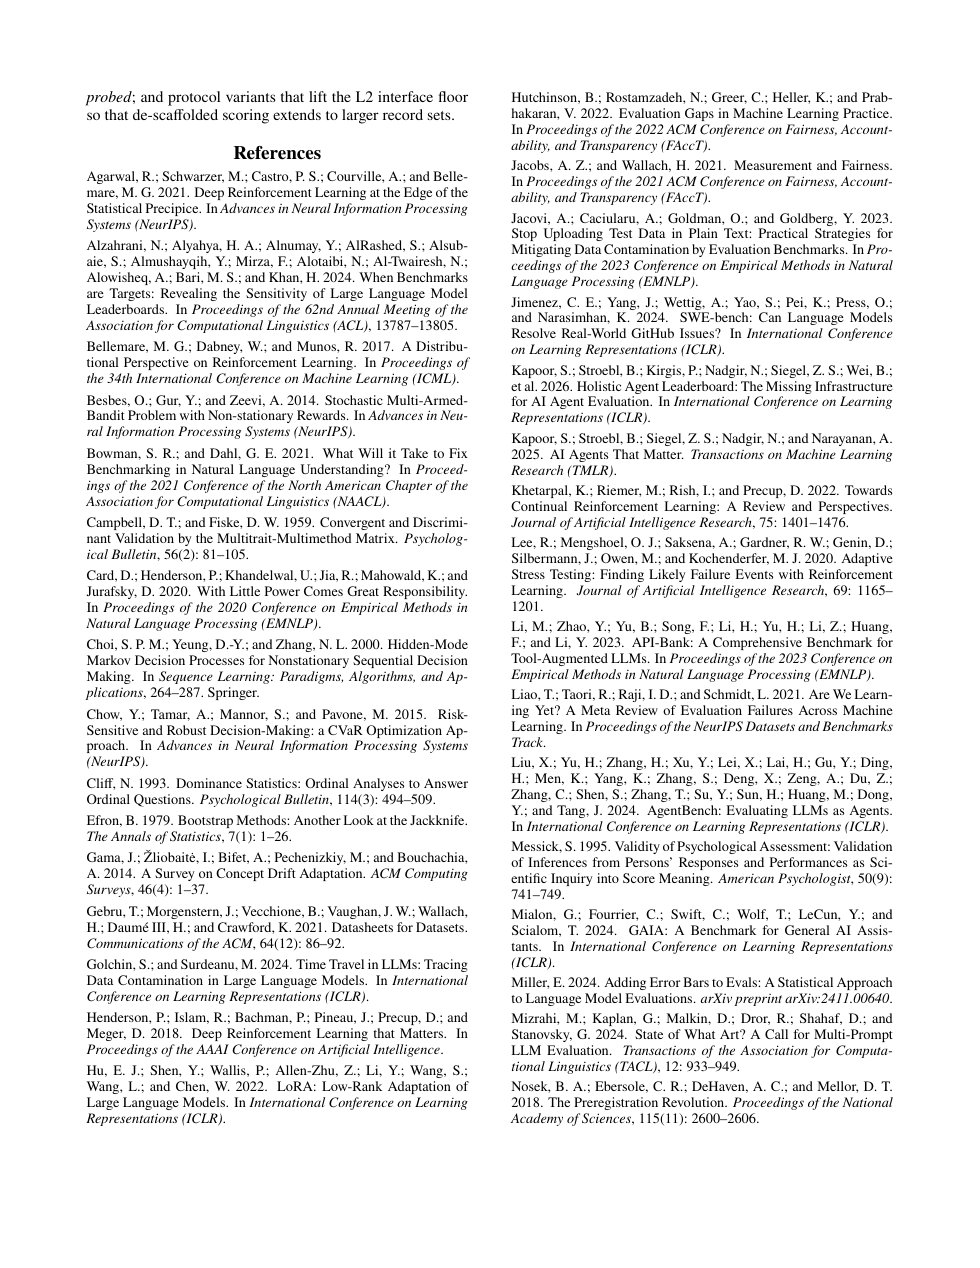 probed; and protocol variants that lift the L2 interface floor
so that de-scaffolded scoring extends to larger record sets.
References
Agarwal, R.; Schwarzer, M.; Castro, P. S.; Courville, A.; and Belle-
mare, M. G. 2021. Deep Reinforcement Learning at the Edge of the
Statistical Precipice. In Advances in Neural Information Processing
Systems (NeurIPS).
Alzahrani, N.; Alyahya, H. A.; Alnumay, Y.; AlRashed, S.; Alsub-
aie, S.; Almushayqih, Y.; Mirza, F.; Alotaibi, N.; Al-Twairesh, N.;
Alowisheq, A.; Bari, M. S.; and Khan, H. 2024. When Benchmarks
are Targets: Revealing the Sensitivity of Large Language Model
Leaderboards. In Proceedings of the 62nd Annual Meeting of the
Association for Computational Linguistics (ACL), 13787–13805.
Bellemare, M. G.; Dabney, W.; and Munos, R. 2017. A Distribu-
tional Perspective on Reinforcement Learning. In Proceedings of
the 34th International Conference on Machine Learning (ICML).
Besbes, O.; Gur, Y.; and Zeevi, A. 2014. Stochastic Multi-Armed-
Bandit Problem with Non-stationary Rewards. In Advances in Neu-
ral Information Processing Systems (NeurIPS).
Bowman, S. R.; and Dahl, G. E. 2021. What Will it Take to Fix
Benchmarking in Natural Language Understanding? In Proceed-
ings of the 2021 Conference of the North American Chapter of the
Association for Computational Linguistics (NAACL).
Campbell, D. T.; and Fiske, D. W. 1959. Convergent and Discrimi-
nant Validation by the Multitrait-Multimethod Matrix. Psycholog-
ical Bulletin, 56(2): 81–105.
Card, D.; Henderson, P.; Khandelwal, U.; Jia, R.; Mahowald, K.; and
Jurafsky, D. 2020. With Little Power Comes Great Responsibility.
In Proceedings of the 2020 Conference on Empirical Methods in
Natural Language Processing (EMNLP).
Choi, S. P. M.; Yeung, D.-Y.; and Zhang, N. L. 2000. Hidden-Mode
Markov Decision Processes for Nonstationary Sequential Decision
Making. In Sequence Learning: Paradigms, Algorithms, and Ap-
plications, 264–287. Springer.
Chow, Y.; Tamar, A.; Mannor, S.; and Pavone, M. 2015. Risk-
Sensitive and Robust Decision-Making: a CVaR Optimization Ap-
proach. In Advances in Neural Information Processing Systems
(NeurIPS).
Cliff, N. 1993. Dominance Statistics: Ordinal Analyses to Answer
Ordinal Questions. Psychological Bulletin, 114(3): 494–509.
Efron, B. 1979. Bootstrap Methods: Another Look at the Jackknife.
The Annals of Statistics, 7(1): 1–26.
Gama, J.; Žliobaitė, I.; Bifet, A.; Pechenizkiy, M.; and Bouchachia,
A. 2014. A Survey on Concept Drift Adaptation. ACM Computing
Surveys, 46(4): 1–37.
Gebru, T.; Morgenstern, J.; Vecchione, B.; Vaughan, J. W.; Wallach,
H.; Daumé III, H.; and Crawford, K. 2021. Datasheets for Datasets.
Communications of the ACM, 64(12): 86–92.
Golchin, S.; and Surdeanu, M. 2024. Time Travel in LLMs: Tracing
Data Contamination in Large Language Models. In International
Conference on Learning Representations (ICLR).
Henderson, P.; Islam, R.; Bachman, P.; Pineau, J.; Precup, D.; and
Meger, D. 2018. Deep Reinforcement Learning that Matters. In
Proceedings of the AAAI Conference on Artificial Intelligence.
Hu, E. J.; Shen, Y.; Wallis, P.; Allen-Zhu, Z.; Li, Y.; Wang, S.;
Wang, L.; and Chen, W. 2022. LoRA: Low-Rank Adaptation of
Large Language Models. In International Conference on Learning
Representations (ICLR).
Hutchinson, B.; Rostamzadeh, N.; Greer, C.; Heller, K.; and Prab-
hakaran, V. 2022. Evaluation Gaps in Machine Learning Practice.
In Proceedings of the 2022 ACM Conference on Fairness, Account-
ability, and Transparency (FAccT).
Jacobs, A. Z.; and Wallach, H. 2021. Measurement and Fairness.
In Proceedings of the 2021 ACM Conference on Fairness, Account-
ability, and Transparency (FAccT).
Jacovi, A.; Caciularu, A.; Goldman, O.; and Goldberg, Y. 2023.
Stop Uploading Test Data in Plain Text: Practical Strategies for
Mitigating Data Contamination by Evaluation Benchmarks. In Pro-
ceedings of the 2023 Conference on Empirical Methods in Natural
Language Processing (EMNLP).
Jimenez, C. E.; Yang, J.; Wettig, A.; Yao, S.; Pei, K.; Press, O.;
and Narasimhan, K. 2024. SWE-bench: Can Language Models
Resolve Real-World GitHub Issues? In International Conference
on Learning Representations (ICLR).
Kapoor, S.; Stroebl, B.; Kirgis, P.; Nadgir, N.; Siegel, Z. S.; Wei, B.;
et al. 2026. Holistic Agent Leaderboard: The Missing Infrastructure
for AI Agent Evaluation. In International Conference on Learning
Representations (ICLR).
Kapoor, S.; Stroebl, B.; Siegel, Z. S.; Nadgir, N.; and Narayanan, A.
2025. AI Agents That Matter. Transactions on Machine Learning
Research (TMLR).
Khetarpal, K.; Riemer, M.; Rish, I.; and Precup, D. 2022. Towards
Continual Reinforcement Learning: A Review and Perspectives.
Journal of Artificial Intelligence Research, 75: 1401–1476.
Lee, R.; Mengshoel, O. J.; Saksena, A.; Gardner, R. W.; Genin, D.;
Silbermann, J.; Owen, M.; and Kochenderfer, M. J. 2020. Adaptive
Stress Testing: Finding Likely Failure Events with Reinforcement
Learning. Journal of Artificial Intelligence Research, 69: 1165–
1201.
Li, M.; Zhao, Y.; Yu, B.; Song, F.; Li, H.; Yu, H.; Li, Z.; Huang,
F.; and Li, Y. 2023. API-Bank: A Comprehensive Benchmark for
Tool-Augmented LLMs. In Proceedings of the 2023 Conference on
Empirical Methods in Natural Language Processing (EMNLP).
Liao, T.; Taori, R.; Raji, I. D.; and Schmidt, L. 2021. Are We Learn-
ing Yet? A Meta Review of Evaluation Failures Across Machine
Learning. In Proceedings of the NeurIPS Datasets and Benchmarks
Track.
Liu, X.; Yu, H.; Zhang, H.; Xu, Y.; Lei, X.; Lai, H.; Gu, Y.; Ding,
H.; Men, K.; Yang, K.; Zhang, S.; Deng, X.; Zeng, A.; Du, Z.;
Zhang, C.; Shen, S.; Zhang, T.; Su, Y.; Sun, H.; Huang, M.; Dong,
Y.; and Tang, J. 2024. AgentBench: Evaluating LLMs as Agents.
In International Conference on Learning Representations (ICLR).
Messick, S. 1995. Validity of Psychological Assessment: Validation
of Inferences from Persons' Responses and Performances as Sci-
entific Inquiry into Score Meaning. American Psychologist, 50(9):
741–749.
Mialon, G.; Fourrier, C.; Swift, C.; Wolf, T.; LeCun, Y.; and
Scialom, T. 2024. GAIA: A Benchmark for General AI Assis-
tants. In International Conference on Learning Representations
(ICLR).
Miller, E. 2024. Adding Error Bars to Evals: A Statistical Approach
to Language Model Evaluations. arXiv preprint arXiv:2411.00640.
Mizrahi, M.; Kaplan, G.; Malkin, D.; Dror, R.; Shahaf, D.; and
Stanovsky, G. 2024. State of What Art? A Call for Multi-Prompt
LLM Evaluation. Transactions of the Association for Computa-
tional Linguistics (TACL), 12: 933–949.
Nosek, B. A.; Ebersole, C. R.; DeHaven, A. C.; and Mellor, D. T.
2018. The Preregistration Revolution. Proceedings of the National
Academy of Sciences, 115(11): 2600–2606.